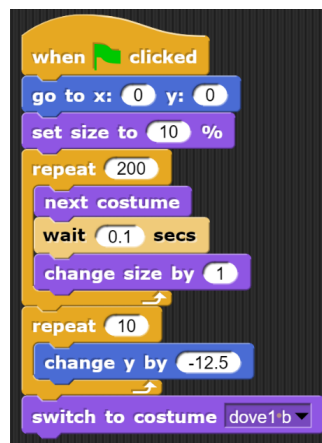 when clicked
go to x: 0 y: 0
set size to 10 %
repeat 200
next costume
wait 0.1 secs
change size by 1
repeat 10
change y by -12.5
switch to costume dove1-b